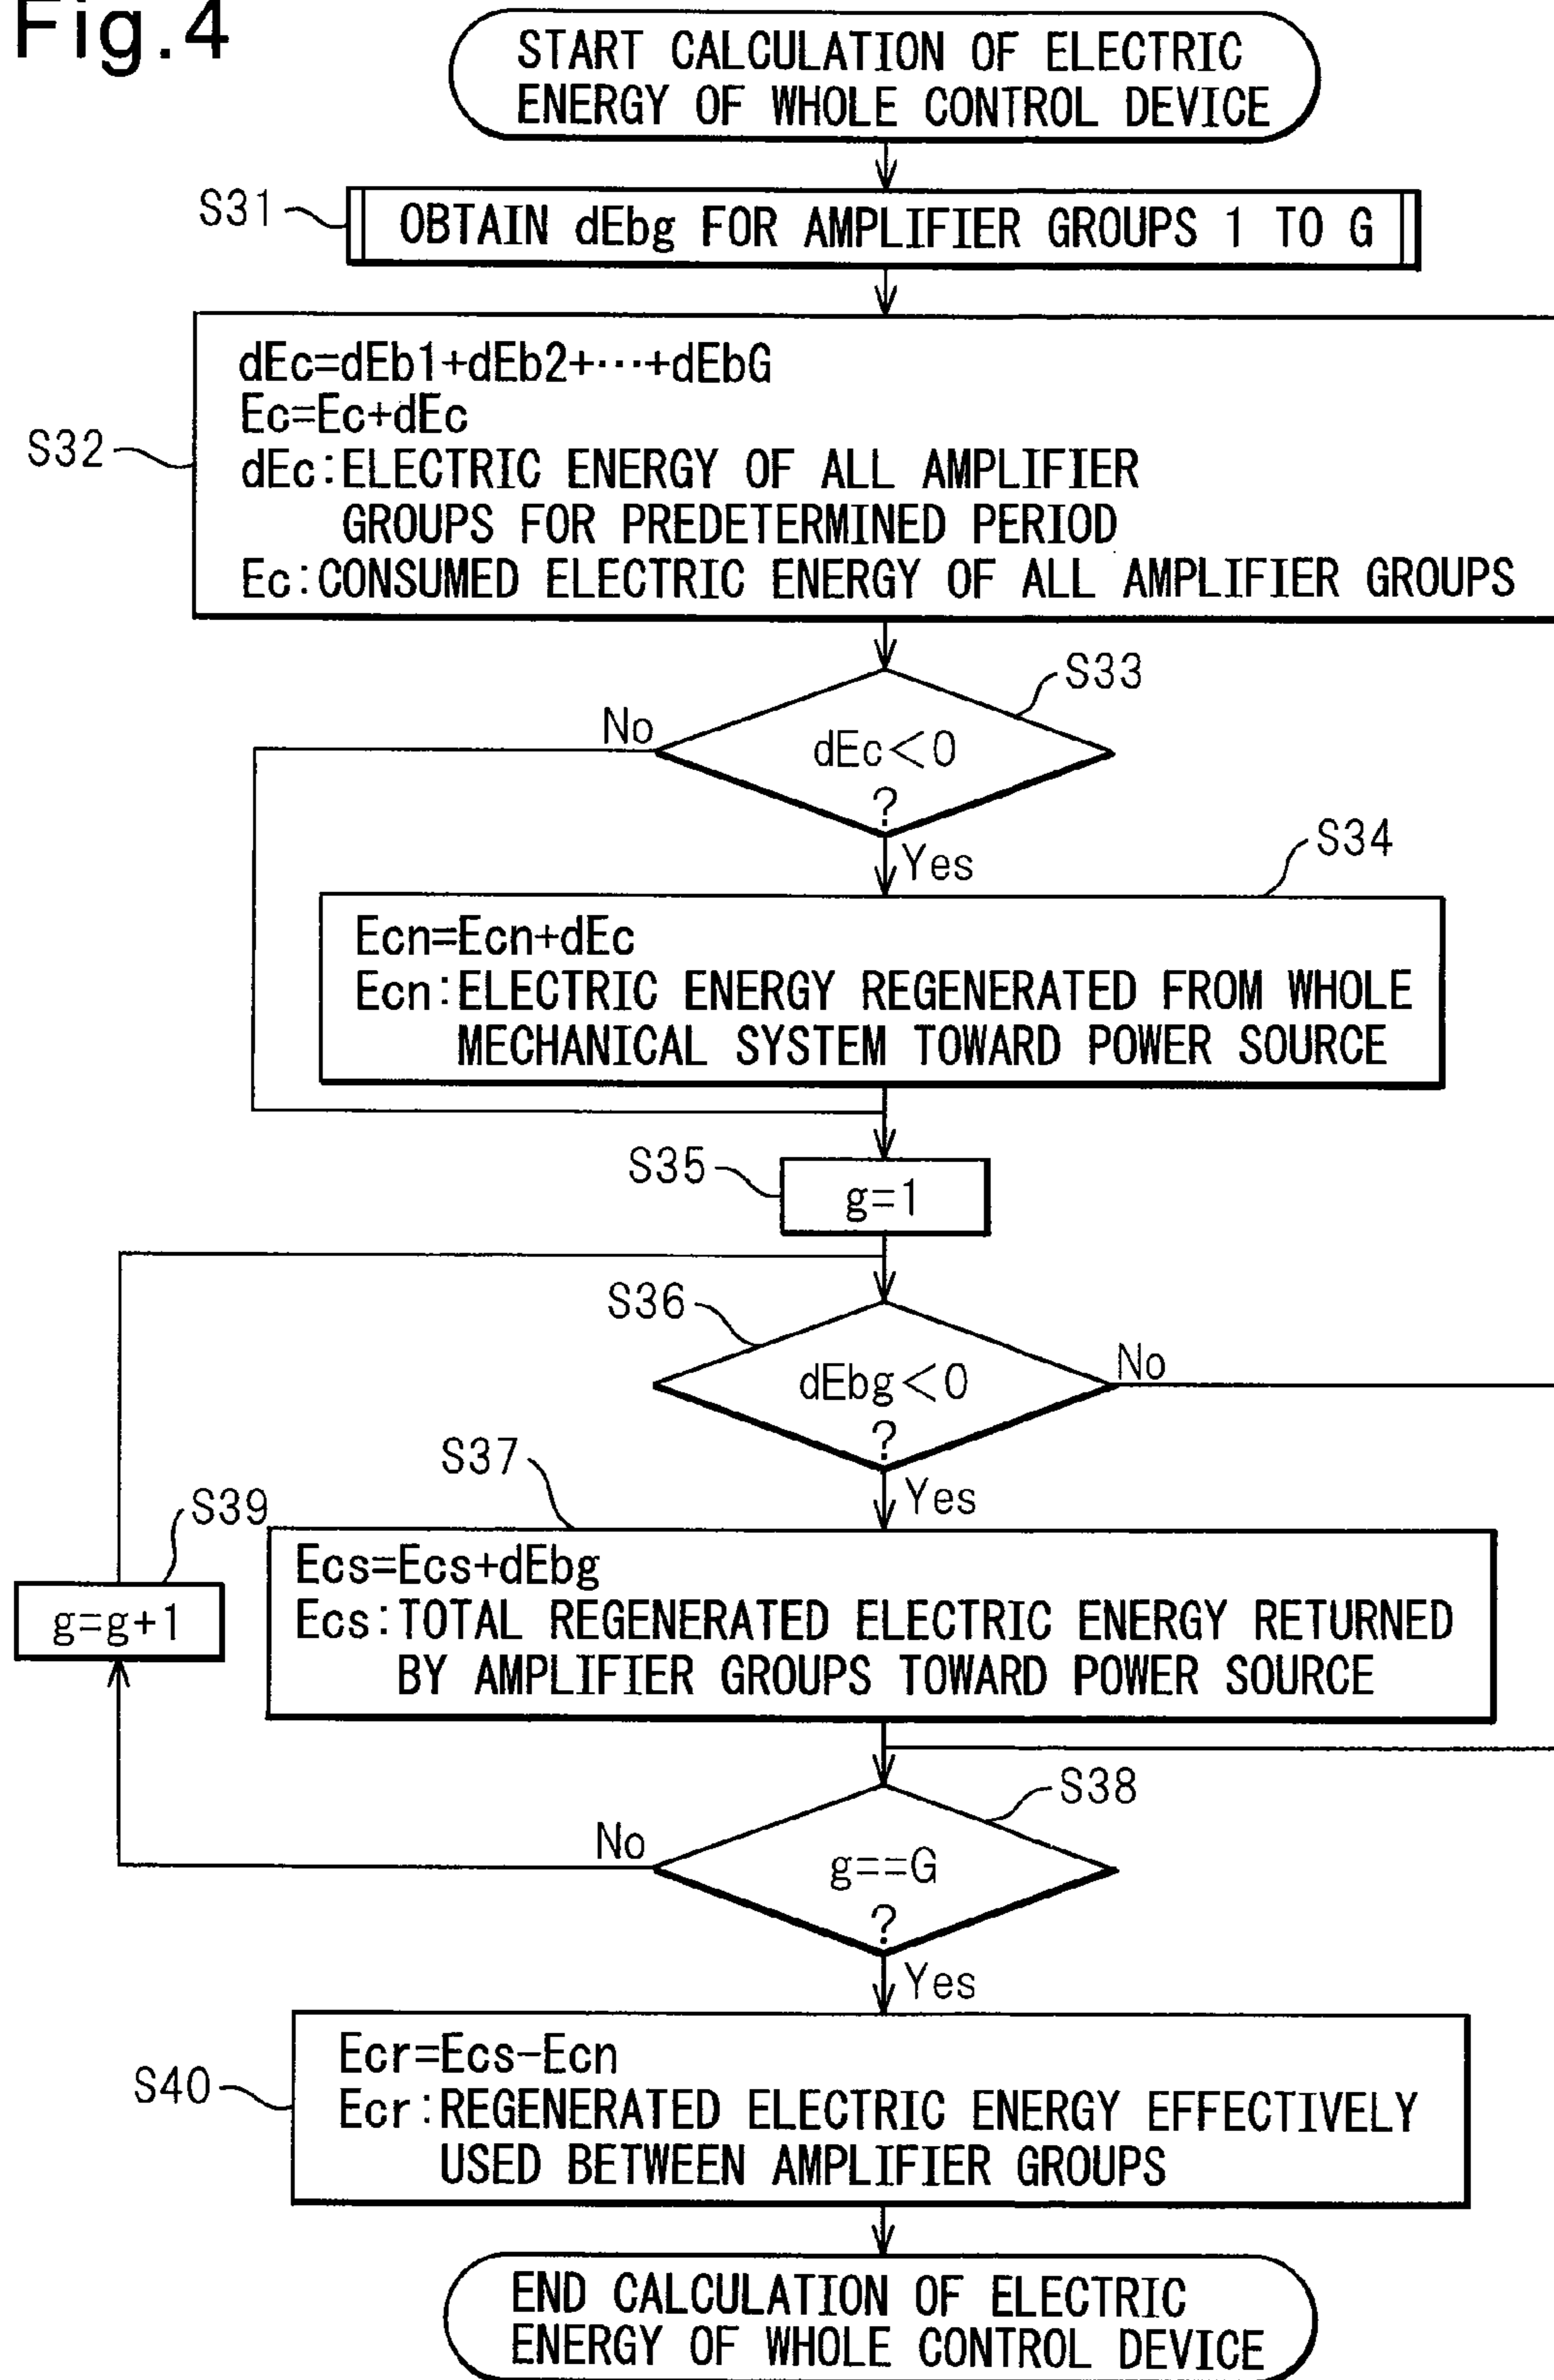 Fig.4
START CALCULATION OF ELECTRIC
ENERGY OF WHOLE CONTROL DEVICE
S31
OBTAIN dEbg FOR AMPLIFIER GROUPS 1 TO G
S32
dEc=dEb1+dEb2+···+dEbG
Ec=Ec+dEc
dEc:ELECTRIC ENERGY OF ALL AMPLIFIER
GROUPS FOR PREDETERMINED PERIOD
Ec:CONSUMED ELECTRIC ENERGY OF ALL AMPLIFIER GROUPS
S33
No
dEc<0
?
Yes
S34
Ecn=Ecn+dEc
Ecn:ELECTRIC ENERGY REGENERATED FROM WHOLE
MECHANICAL SYSTEM TOWARD POWER SOURCE
S35
g=1
S36
No
dEbg<0
?
Yes
S37
S39
g=g+1
Ecs=Ecs+dEbg
Ecs:TOTAL REGENERATED ELECTRIC ENERGY RETURNED
BY AMPLIFIER GROUPS TOWARD POWER SOURCE
S38
No
g==G
?
Yes
S40
Ecr=Ecs-Ecn
Ecr:REGENERATED ELECTRIC ENERGY EFFECTIVELY
USED BETWEEN AMPLIFIER GROUPS
END CALCULATION OF ELECTRIC
ENERGY OF WHOLE CONTROL DEVICE